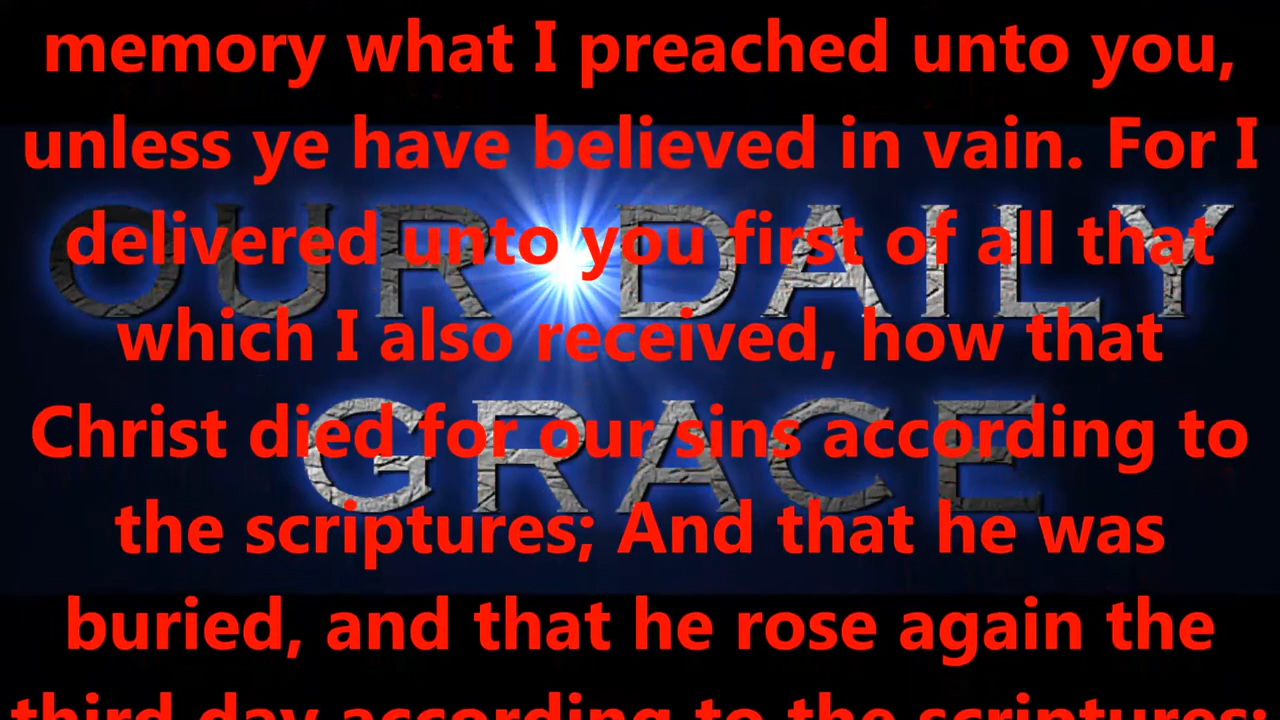 memory what I preached unto you,
unless ye have believed in vain. For I
delivered unto you first of all that
which I also received, how that
Christ died for our sins according to
the scriptures; And that he was
buried, and that he rose again the
third day according to the scriptures:
OUR DAILY
GRACE